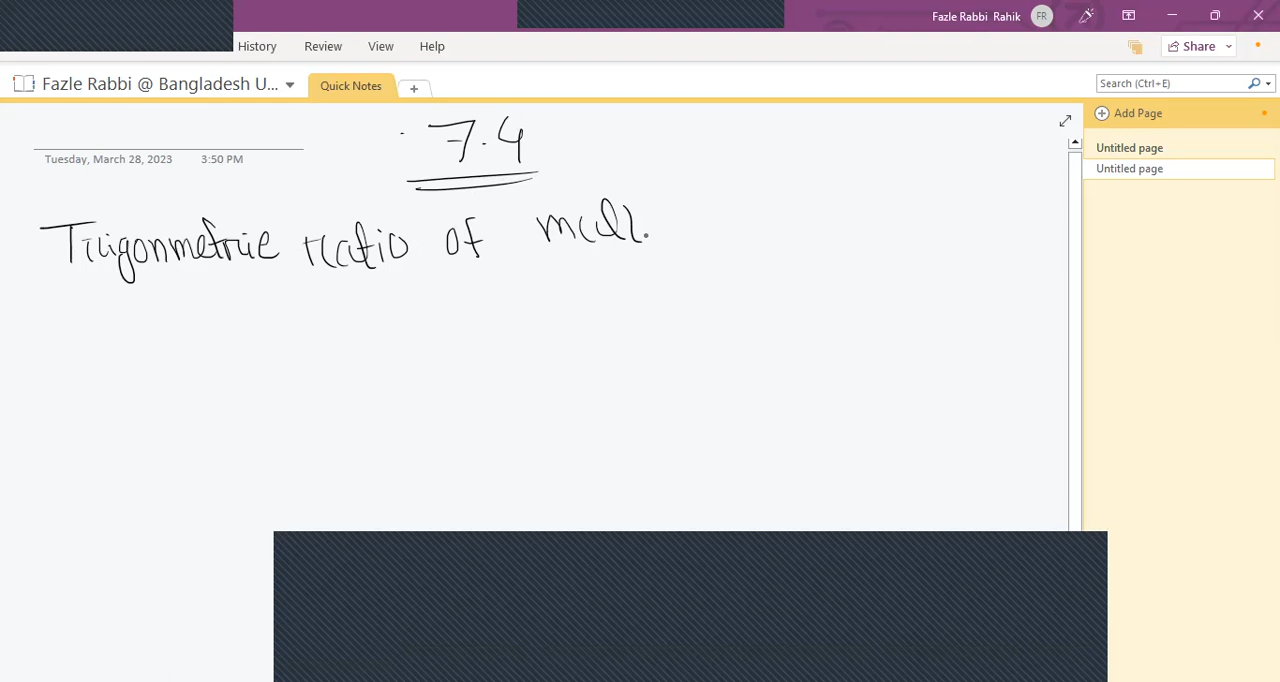 Fazle Rabbi Rahik FR
History Review View Help
Share
Fazle Rabbi @ Bangladesh U...
Quick Notes
Search (Ctrl+E)
Add Page
7.4
Tuesday, March 28, 2023 3:50 PM
Untitled page
Untitled page
Trigonmetric ratio of